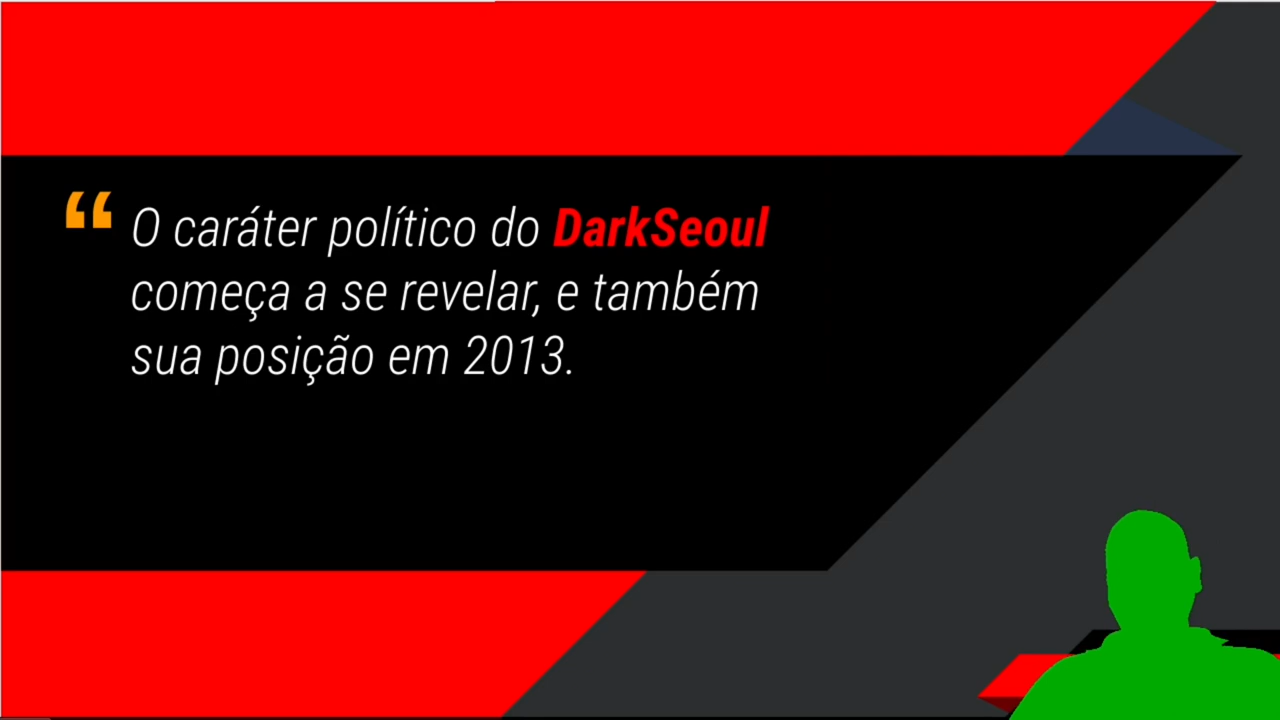 “ O caráter político do DarkSeoul
começa a se revelar, e também
sua posição em 2013.